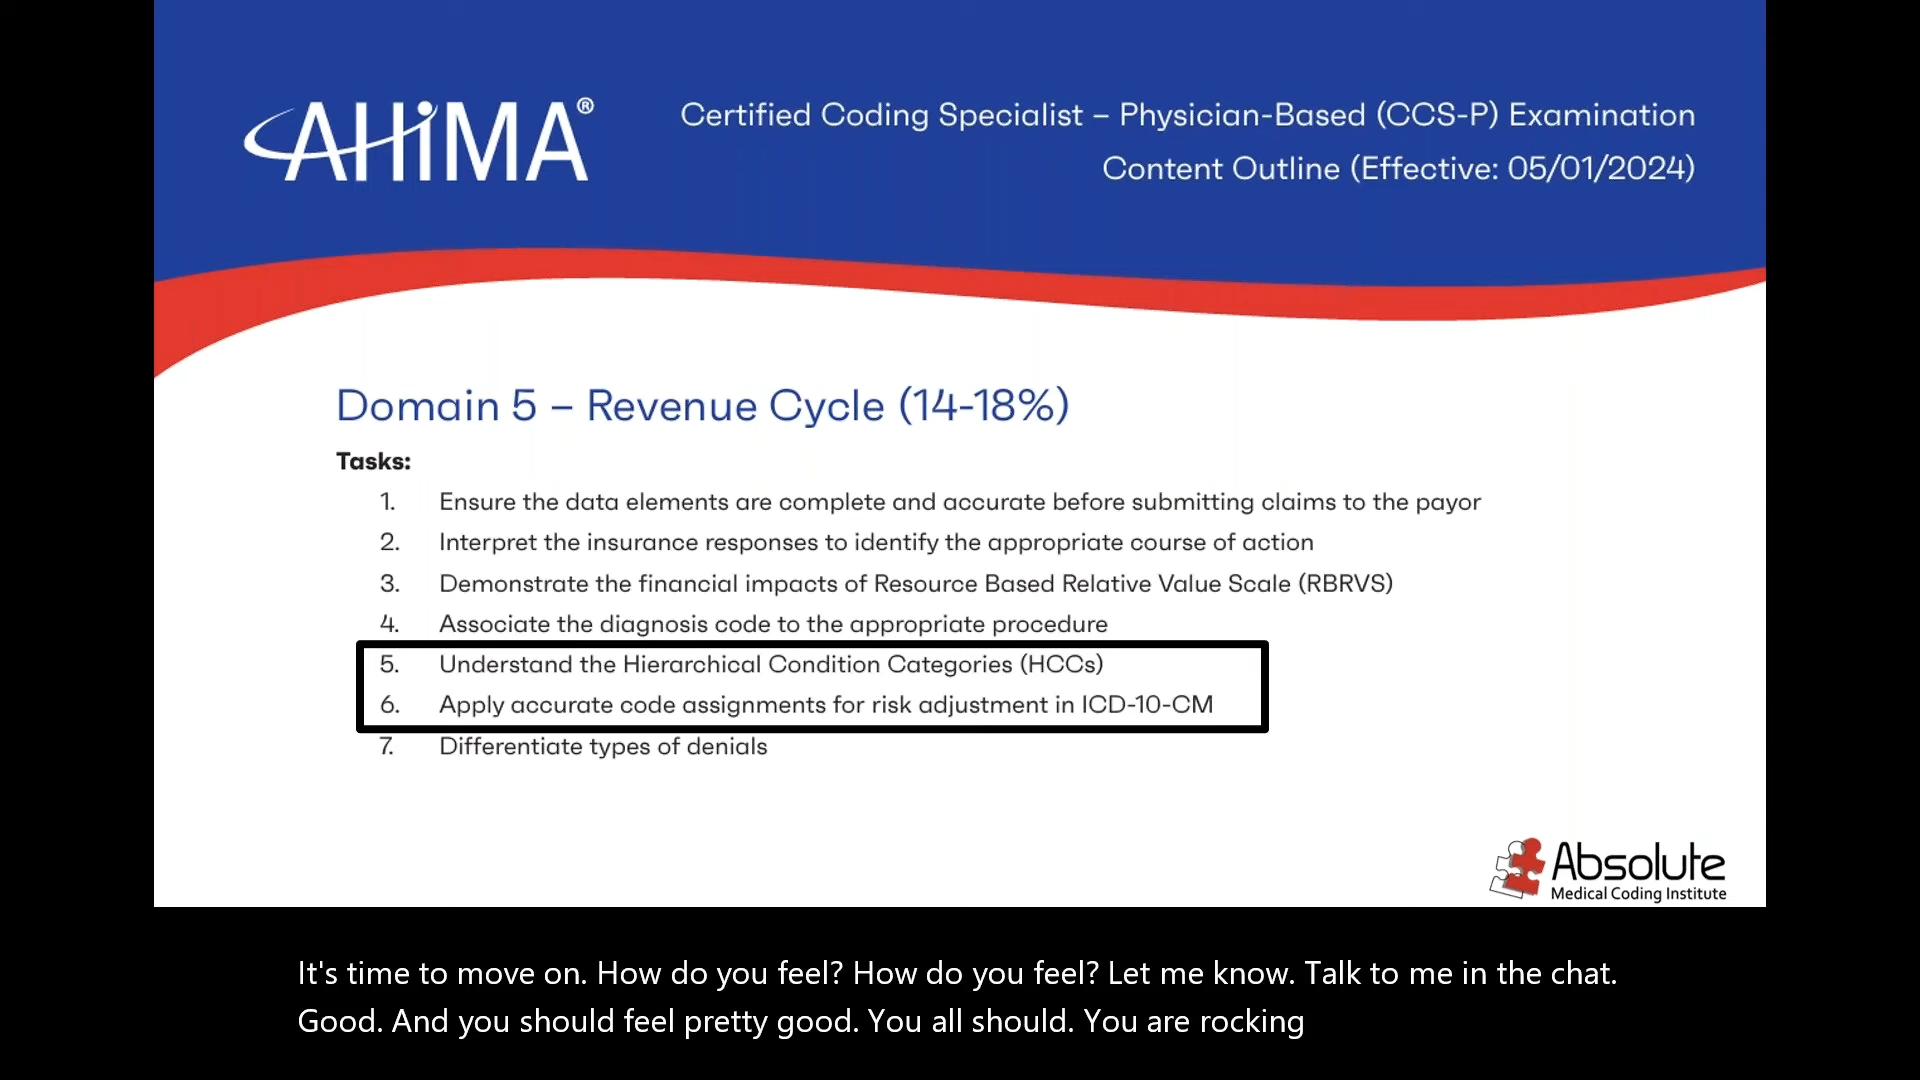 AHiMA®
Certified Coding Specialist – Physician-Based (CCS-P) Examination
Content Outline (Effective: 05/01/2024)
Domain 5 – Revenue Cycle (14-18%)
Tasks:
1. Ensure the data elements are complete and accurate before submitting claims to the payor
2. Interpret the insurance responses to identify the appropriate course of action
3. Demonstrate the financial impacts of Resource Based Relative Value Scale (RBRVS)
4. Associate the diagnosis code to the appropriate procedure
5. Understand the Hierarchical Condition Categories (HCCs)
6. Apply accurate code assignments for risk adjustment in ICD-10-CM
7. Differentiate types of denials
Absolute
Medical Coding Institute
It's time to move on. How do you feel? How do you feel? Let me know. Talk to me in the chat.
Good. And you should feel pretty good. You all should. You are rocking